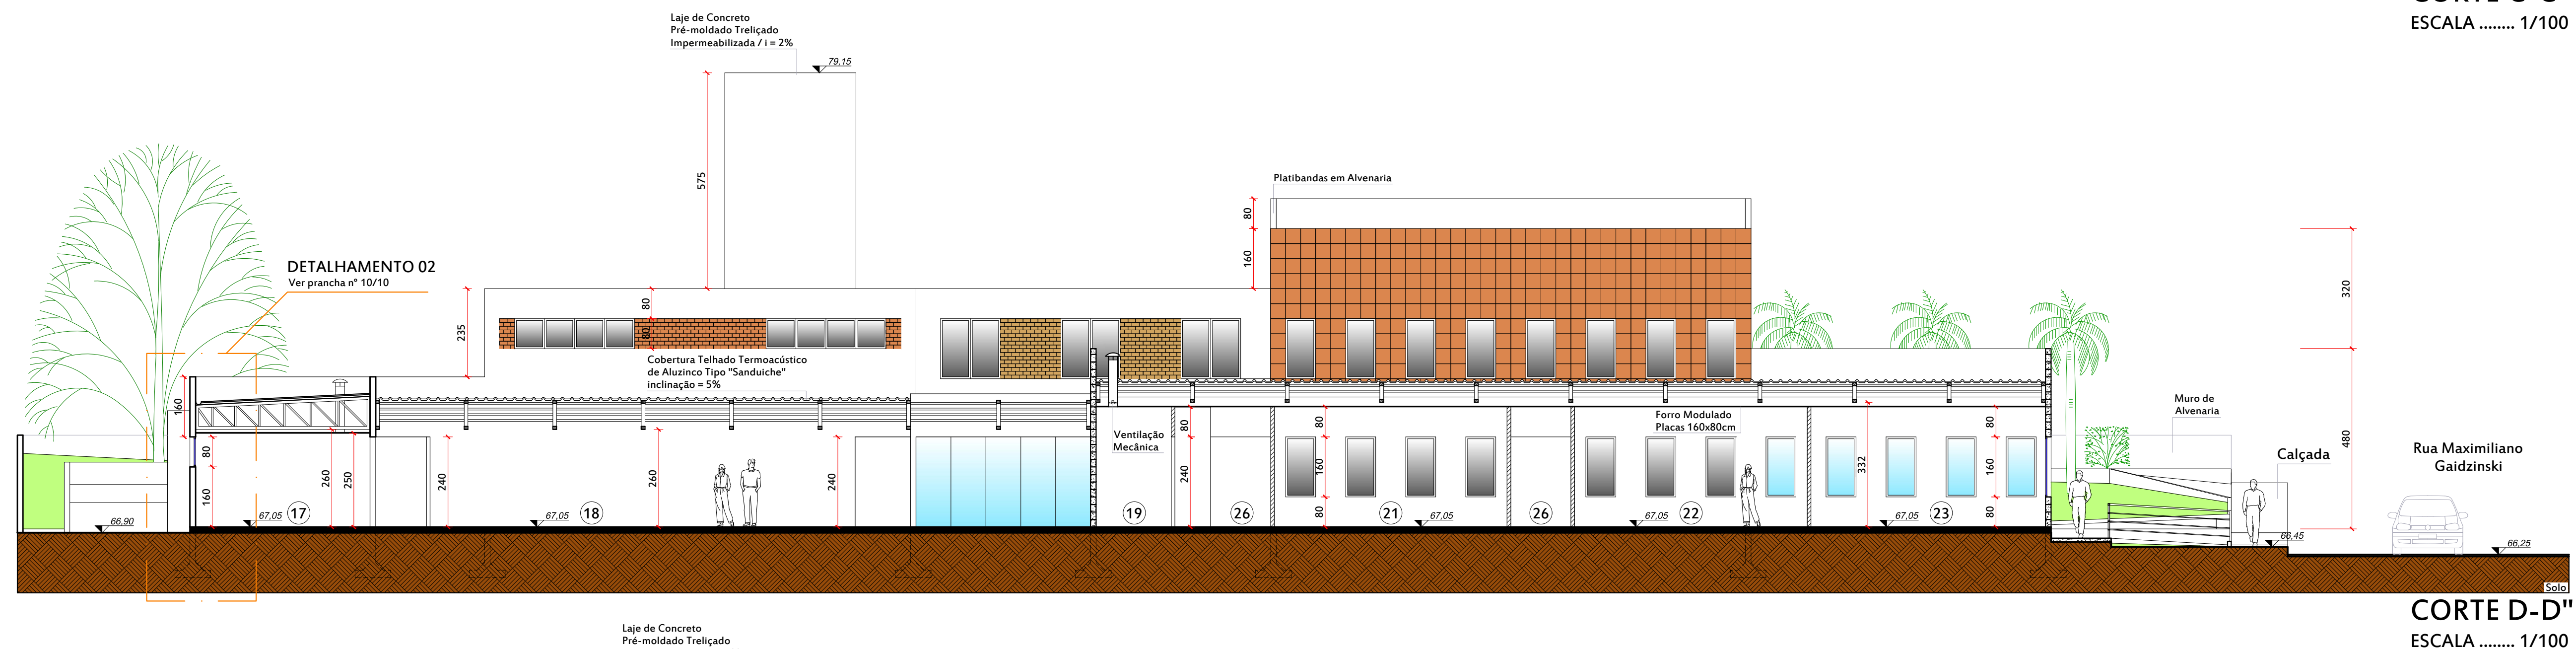 CORTE C-C"
ESCALA ........ 1/100
Laje de Concreto
Pré-moldado Treliçado
Impermeabilizada / i = 2%
79,15
575
Platibandas em Alvenaria
80
160
DETALHAMENTO 02
Ver prancha n° 10/10
235
80
80
320
Cobertura Telhado Termoacústico
de Aluzinco Tipo "Sanduiche"
inclinação = 5%
160
80
160
260
250
240
260
240
Ventilação
Mecânica
80
240
80
160
80
Forro Modulado
Placas 160x80cm
332
80
160
80
Muro de
Alvenaria
480
Calçada
Rua Maximiliano
Gaidzinski
66,90
67,05
17
67,05
18
19
26
21
67,05
26
67,05
22
67,05
23
66,45
66,25
Solo
CORTE D-D"
ESCALA ........ 1/100
Laje de Concreto
Pré-moldado Treliçado